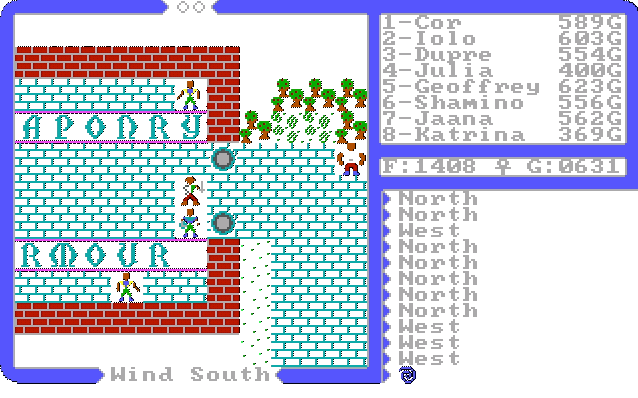 1-Cor 589G
2-Iolo 603G
3-Dupre 554G
4-Julia 400G
5-Geoffrey 623G
6-Shamino 556G
7-Jaana 562G
8-Katrina 369G
F:1408 G:0631
APONRY
RMOUR
North
North
West
North
North
North
North
North
West
West
West
Wind South